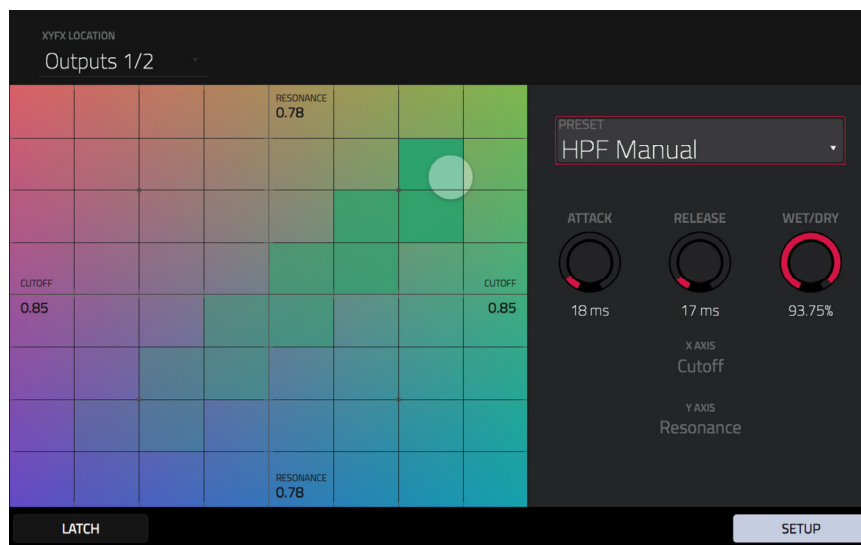 XYFX LOCATION
Outputs 1/2
RESONANCE
0.78
CUTOFF
0.85
CUTOFF
0.85
RESONANCE
0.78
PRESET
HPF Manual
ATTACK
RELEASE
WET/DRY
18 ms
17 ms
93.75%
X AXIS
Cutoff
Y AXIS
Resonance
LATCH
SETUP